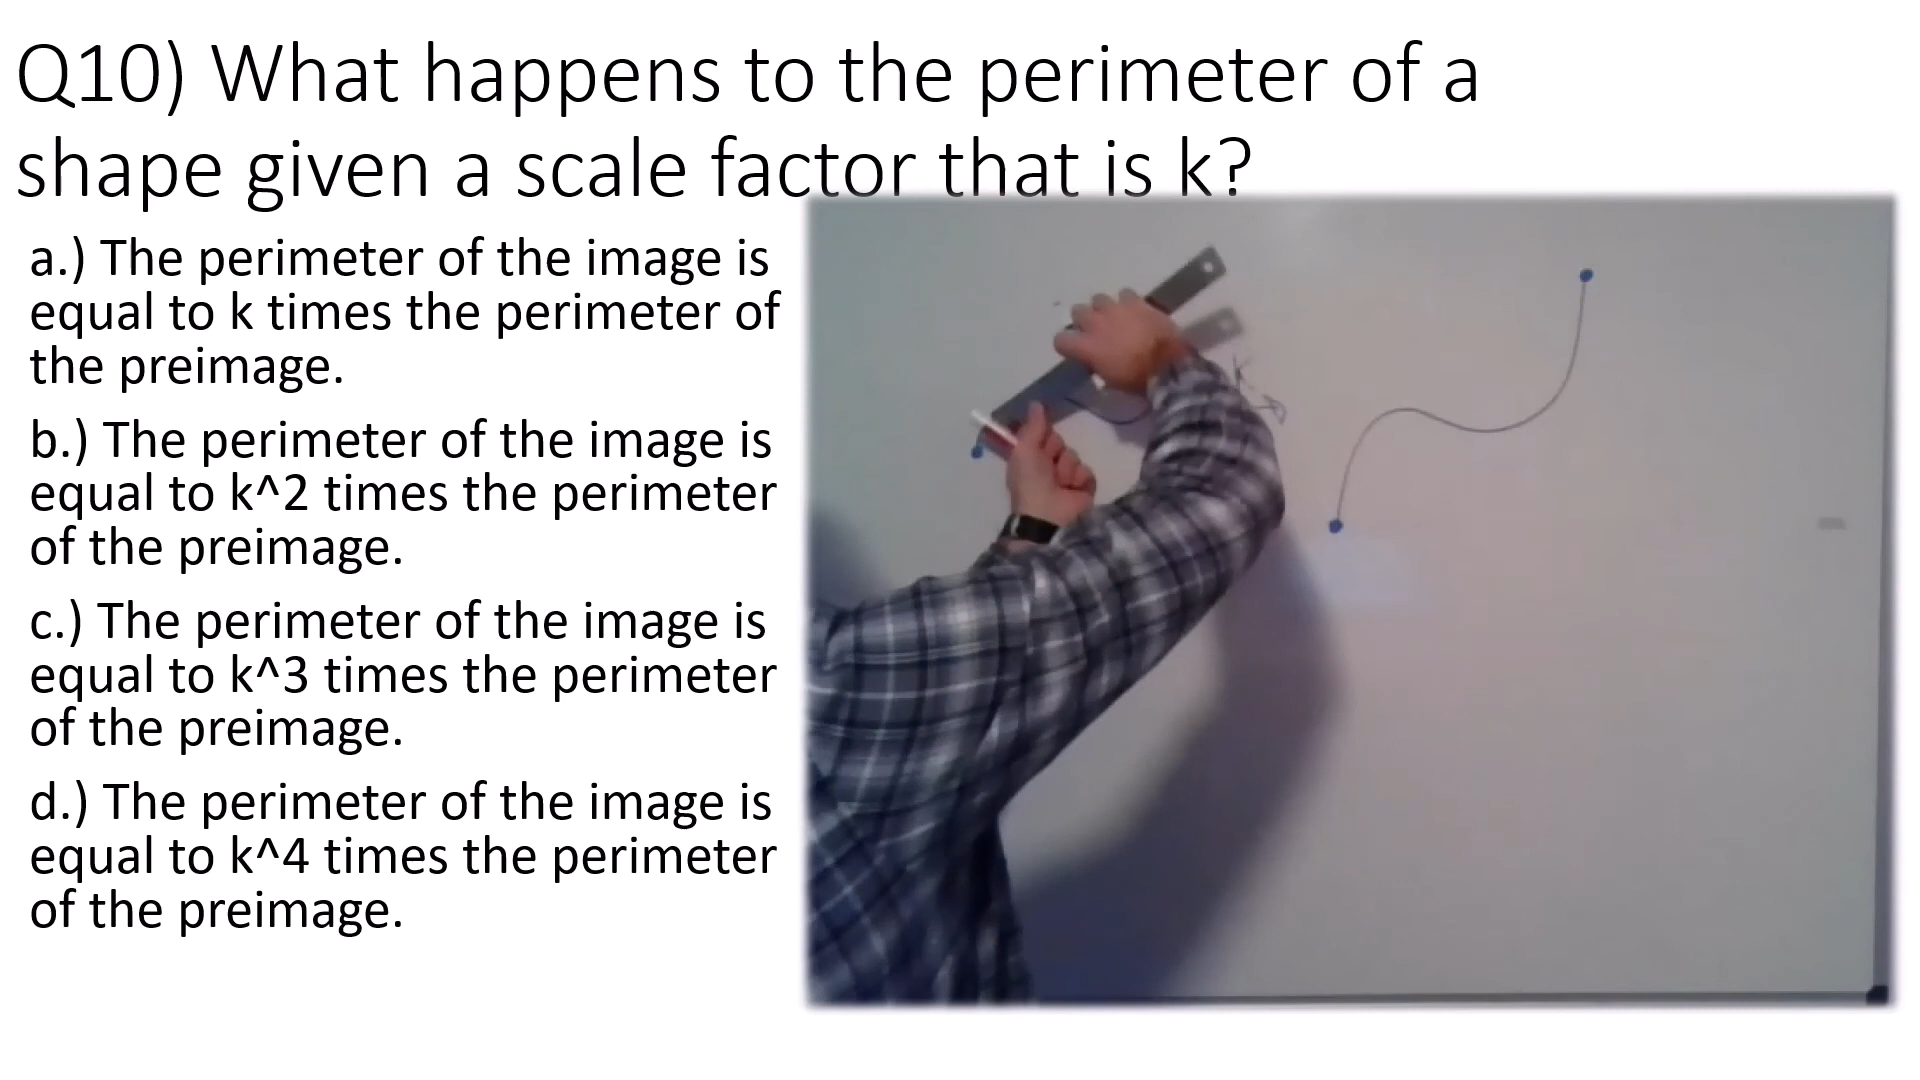 Q10) What happens to the perimeter of a
shape given a scale factor that is k?
a.) The perimeter of the image is
equal to k times the perimeter of
the preimage.
b.) The perimeter of the image is
equal to k^2 times the perimeter
of the preimage.
c.) The perimeter of the image is
equal to k^3 times the perimeter
of the preimage.
d.) The perimeter of the image is
equal to k^4 times the perimeter
of the preimage.